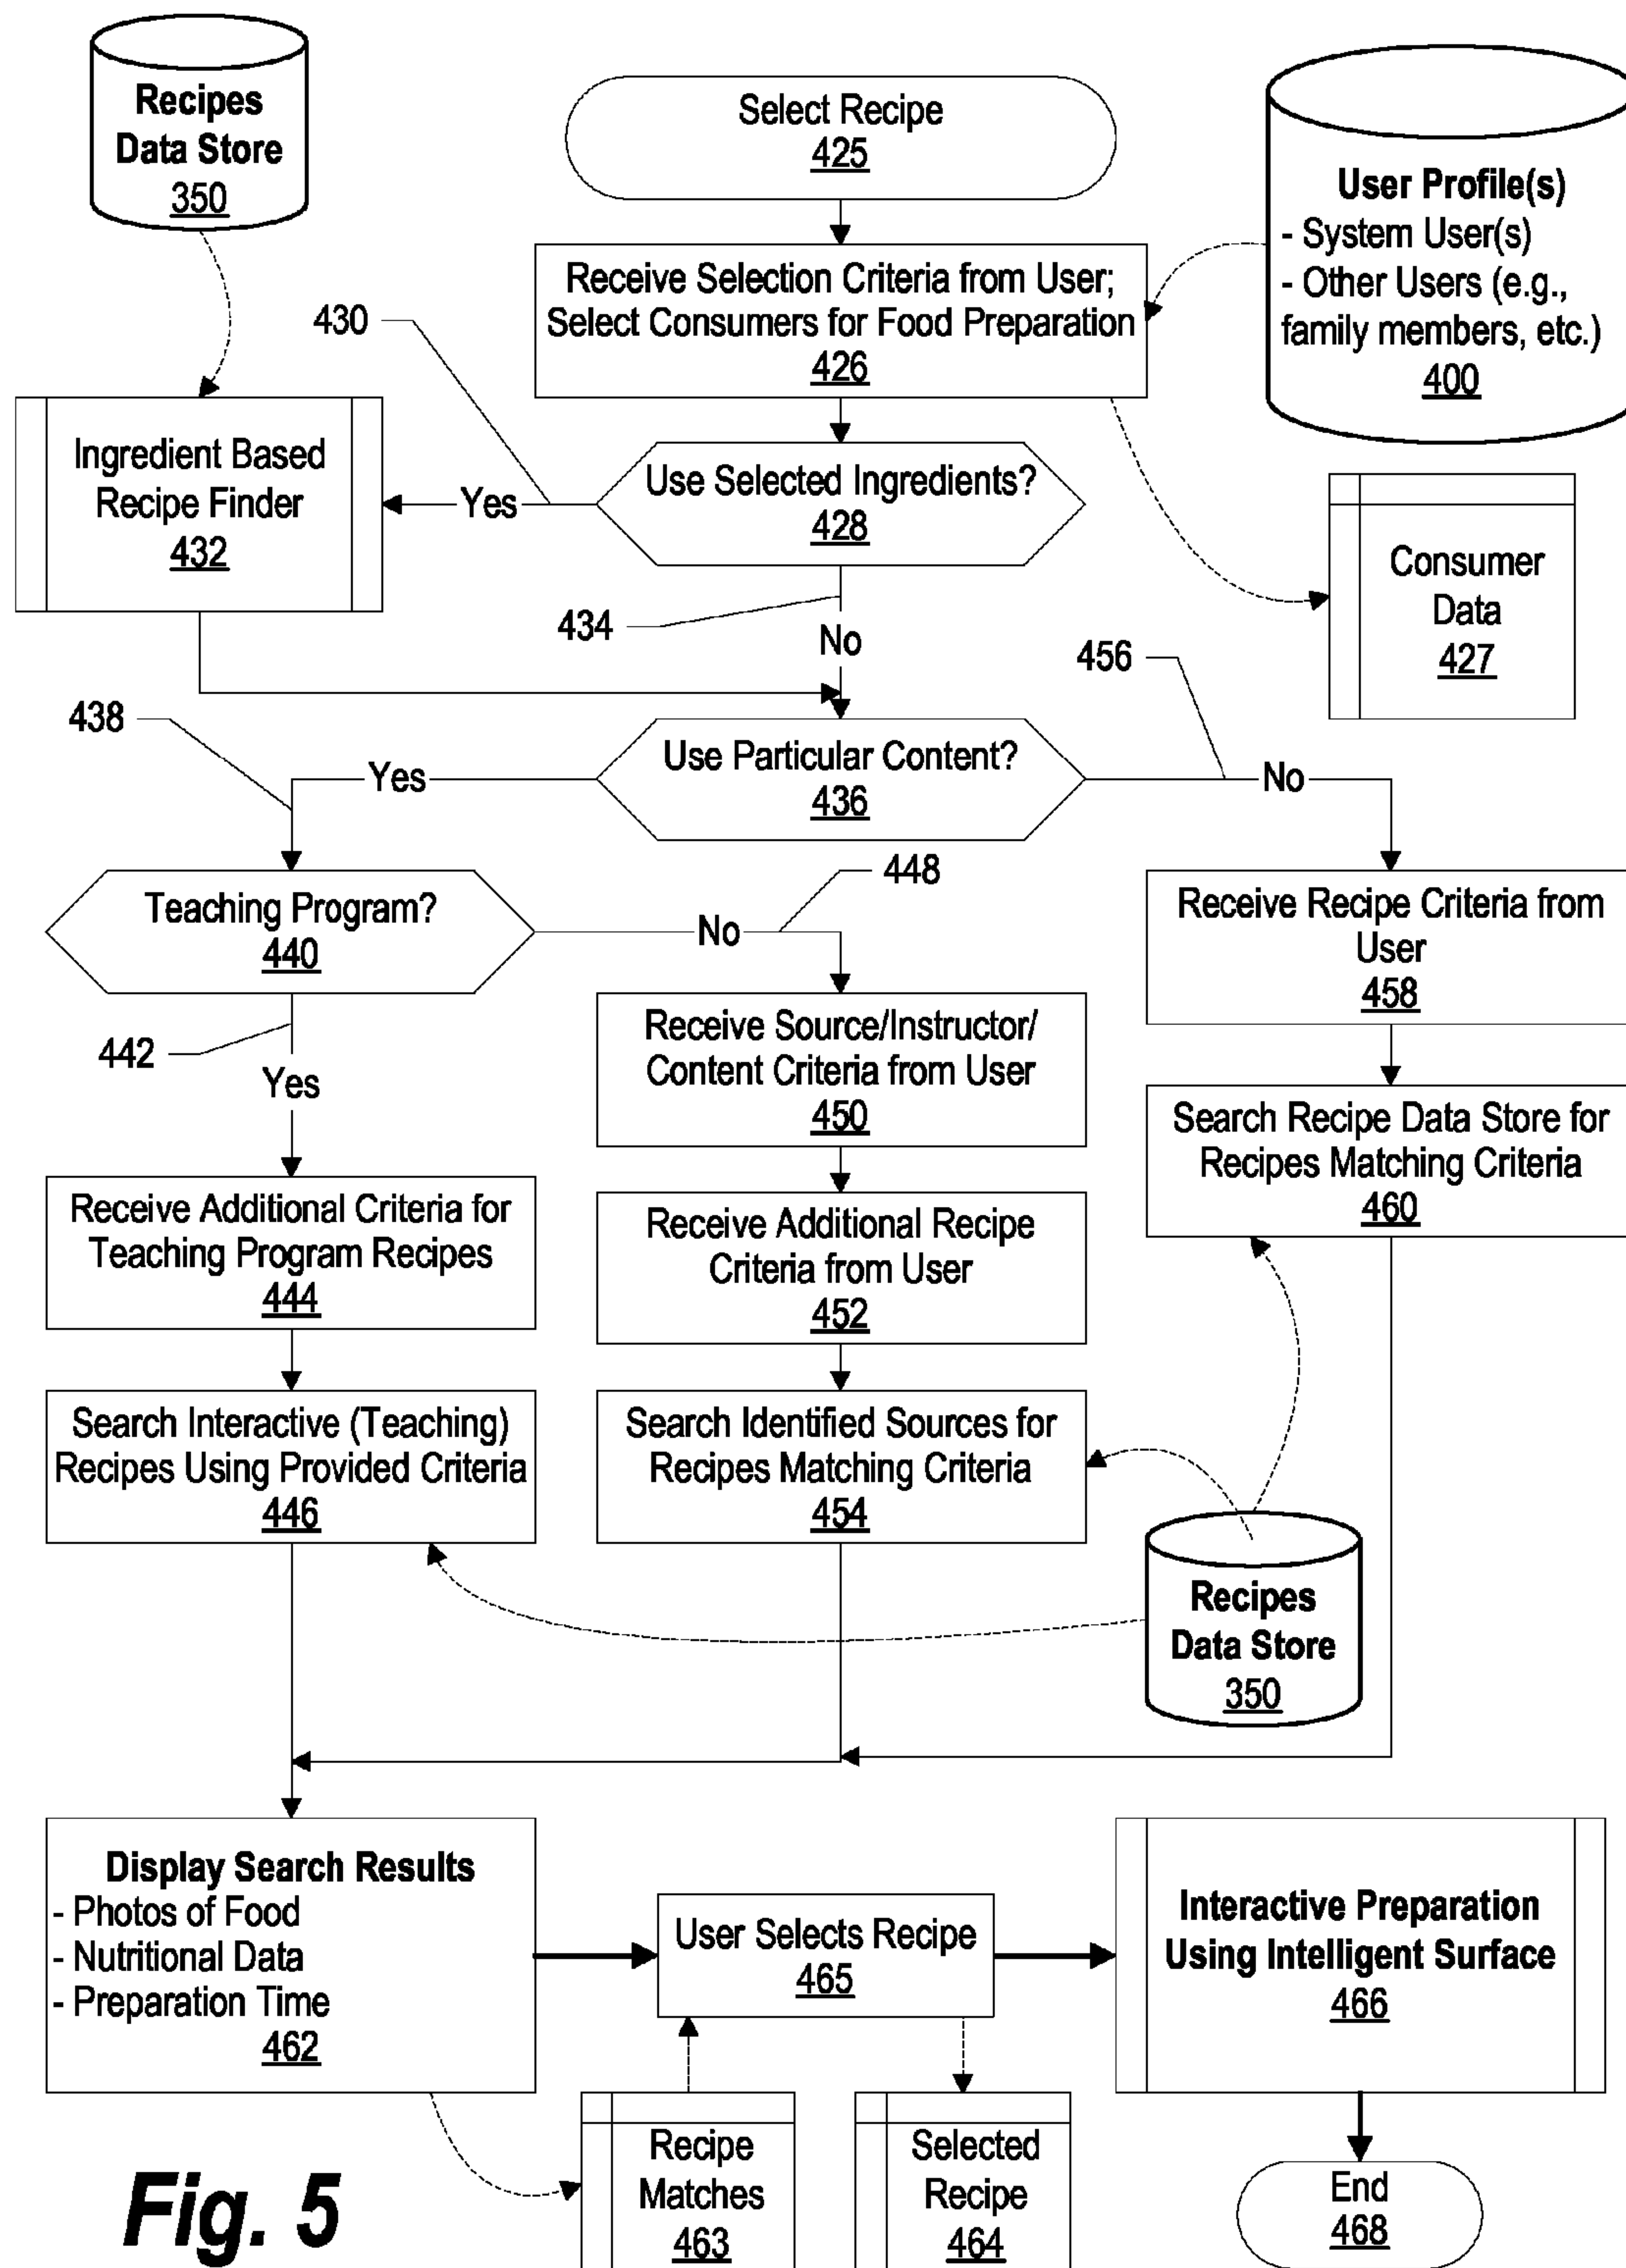 Recipes
Data Store
350
Select Recipe
425
User Profile(s)
- System User(s)
- Other Users (e.g.,
family members, etc.)
400
Receive Selection Criteria from User;
Select Consumers for Food Preparation
426
430
Ingredient Based
Recipe Finder
432
Yes
Use Selected Ingredients?
428
Consumer
Data
427
434
No
456
438
Yes
Use Particular Content?
436
No
448
Teaching Program?
440
No
Receive Recipe Criteria from
User
458
442
Yes
Receive Source/Instructor/
Content Criteria from User
450
Search Recipe Data Store for
Recipes Matching Criteria
460
Receive Additional Criteria for
Teaching Program Recipes
444
Receive Additional Recipe
Criteria from User
452
Search Interactive (Teaching)
Recipes Using Provided Criteria
446
Search Identified Sources for
Recipes Matching Criteria
454
Recipes
Data Store
350
Display Search Results
- Photos of Food
- Nutritional Data
- Preparation Time
462
User Selects Recipe
465
Interactive Preparation
Using Intelligent Surface
466
Recipe
Matches
463
Selected
Recipe
464
End
468
Fig. 5